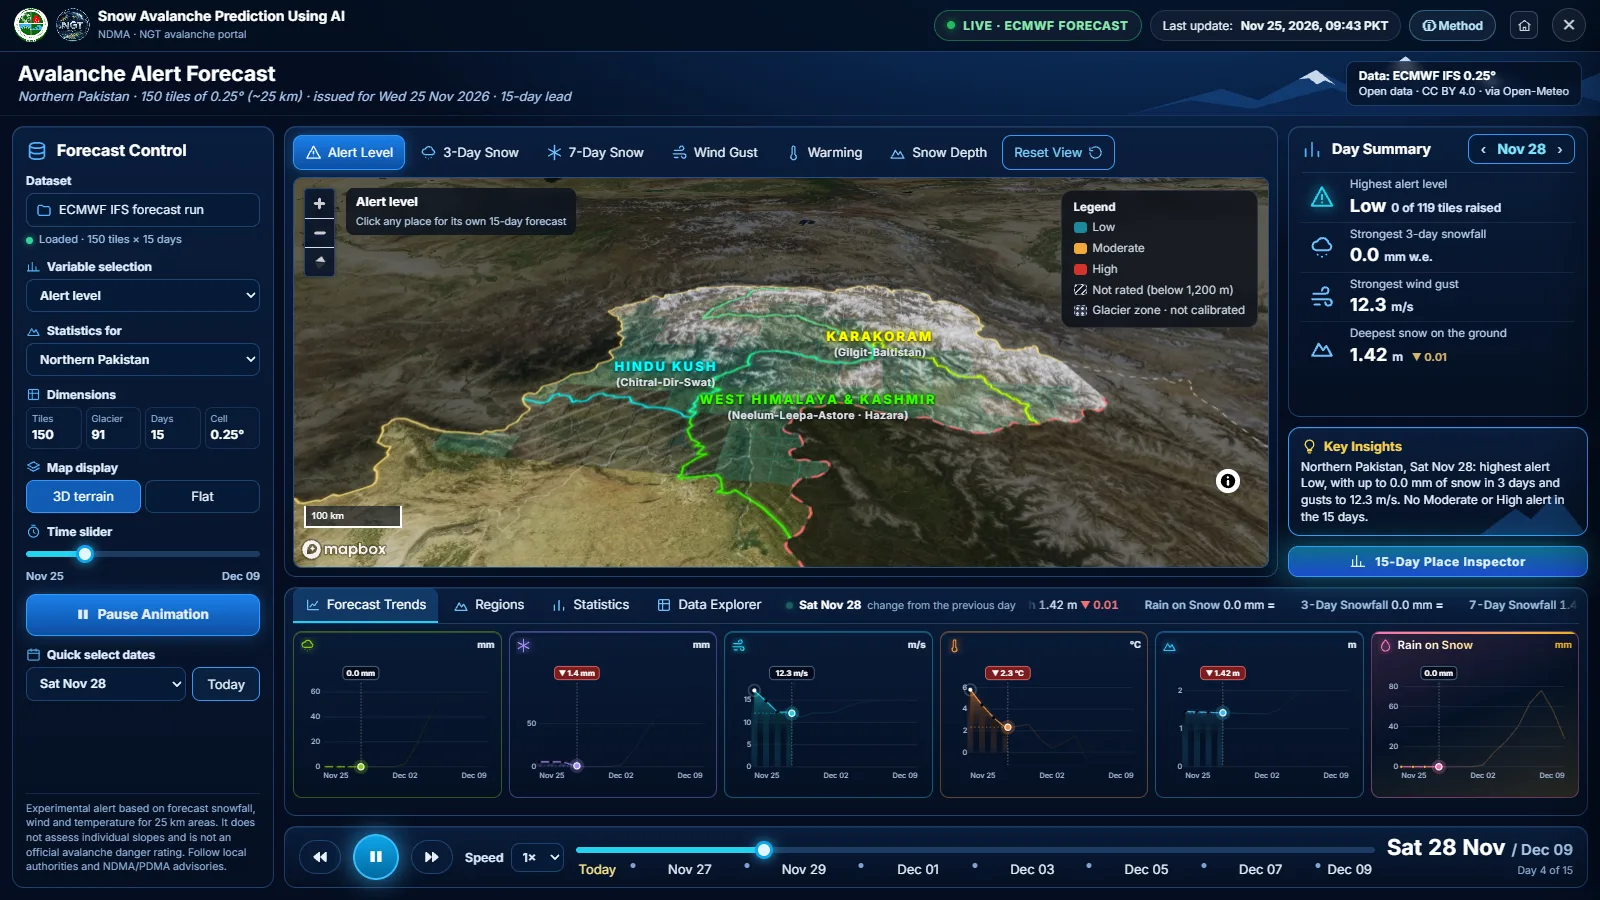 Snow Avalanche Prediction Using AI
NDMA · NGT avalanche portal
NGT
LIVE · ECMWF FORECAST
Last update: Nov 25, 2026, 09:43 PKT
Method
Avalanche Alert Forecast
Northern Pakistan · 150 tiles of 0.25° (~25 km) · issued for Wed 25 Nov 2026 · 15-day lead
Data: ECMWF IFS 0.25°
Open data · CC BY 4.0 · via Open-Meteo
Forecast Control
Dataset
ECMWF IFS forecast run
Loaded · 150 tiles × 15 days
Variable selection
Alert level
Statistics for
Northern Pakistan
Dimensions
Tiles
150
Glacier
91
Days
15
Cell
0.25°
Map display
3D terrain
Flat
Time slider
Nov 25
Dec 09
Pause Animation
Quick select dates
Sat Nov 28
Today
Experimental alert based on forecast snowfall,
wind and temperature for 25 km areas. It does
not assess individual slopes and is not an
official avalanche danger rating. Follow local
authorities and NDMA/PDMA advisories.
Alert Level
3-Day Snow
7-Day Snow
Wind Gust
Warming
Snow Depth
Reset View
Alert level
Click any place for its own 15-day forecast
Legend
Low
Moderate
High
Not rated (below 1,200 m)
Glacier zone · not calibrated
KARAKORAM
(Gilgit-Baltistan)
HINDU KUSH
(Chitral-Dir-Swat)
WEST HIMALAYA & KASHMIR
(Neelum-Leepa-Astore · Hazara)
100 km
mapbox
Day Summary
‹ Nov 28 ›
Highest alert level
Low 0 of 119 tiles raised
Strongest 3-day snowfall
0.0 mm w.e.
Strongest wind gust
12.3 m/s
Deepest snow on the ground
1.42 m ▼0.01
Key Insights
Northern Pakistan, Sat Nov 28: highest alert
Low, with up to 0.0 mm of snow in 3 days and
gusts to 12.3 m/s. No Moderate or High alert in
the 15 days.
15-Day Place Inspector
Forecast Trends
Regions
Statistics
Data Explorer
Sat Nov 28 change from the previous day
h 1.42 m ▼0.01
Rain on Snow 0.0 mm =
3-Day Snowfall 0.0 mm =
7-Day Snowfall 1.4
mm
0.0 mm
60
40
20
0
Nov 25
Dec 02
Dec 09
mm
▼1.4 mm
50
0
Nov 25
Dec 02
Dec 09
m/s
12.3 m/s
15
10
5
0
Nov 25
Dec 02
Dec 09
°C
▼2.3 °C
6
4
2
0
Nov 25
Dec 02
Dec 09
m
▼1.42 m
2
1
0
Nov 25
Dec 02
Dec 09
Rain on Snow
mm
0.0 mm
80
60
40
20
0
Nov 25
Dec 02
Dec 09
Speed
1×
Today
Nov 27
Nov 29
Dec 01
Dec 03
Dec 05
Dec 07
Dec 09
Sat 28 Nov / Dec 09
Day 4 of 15